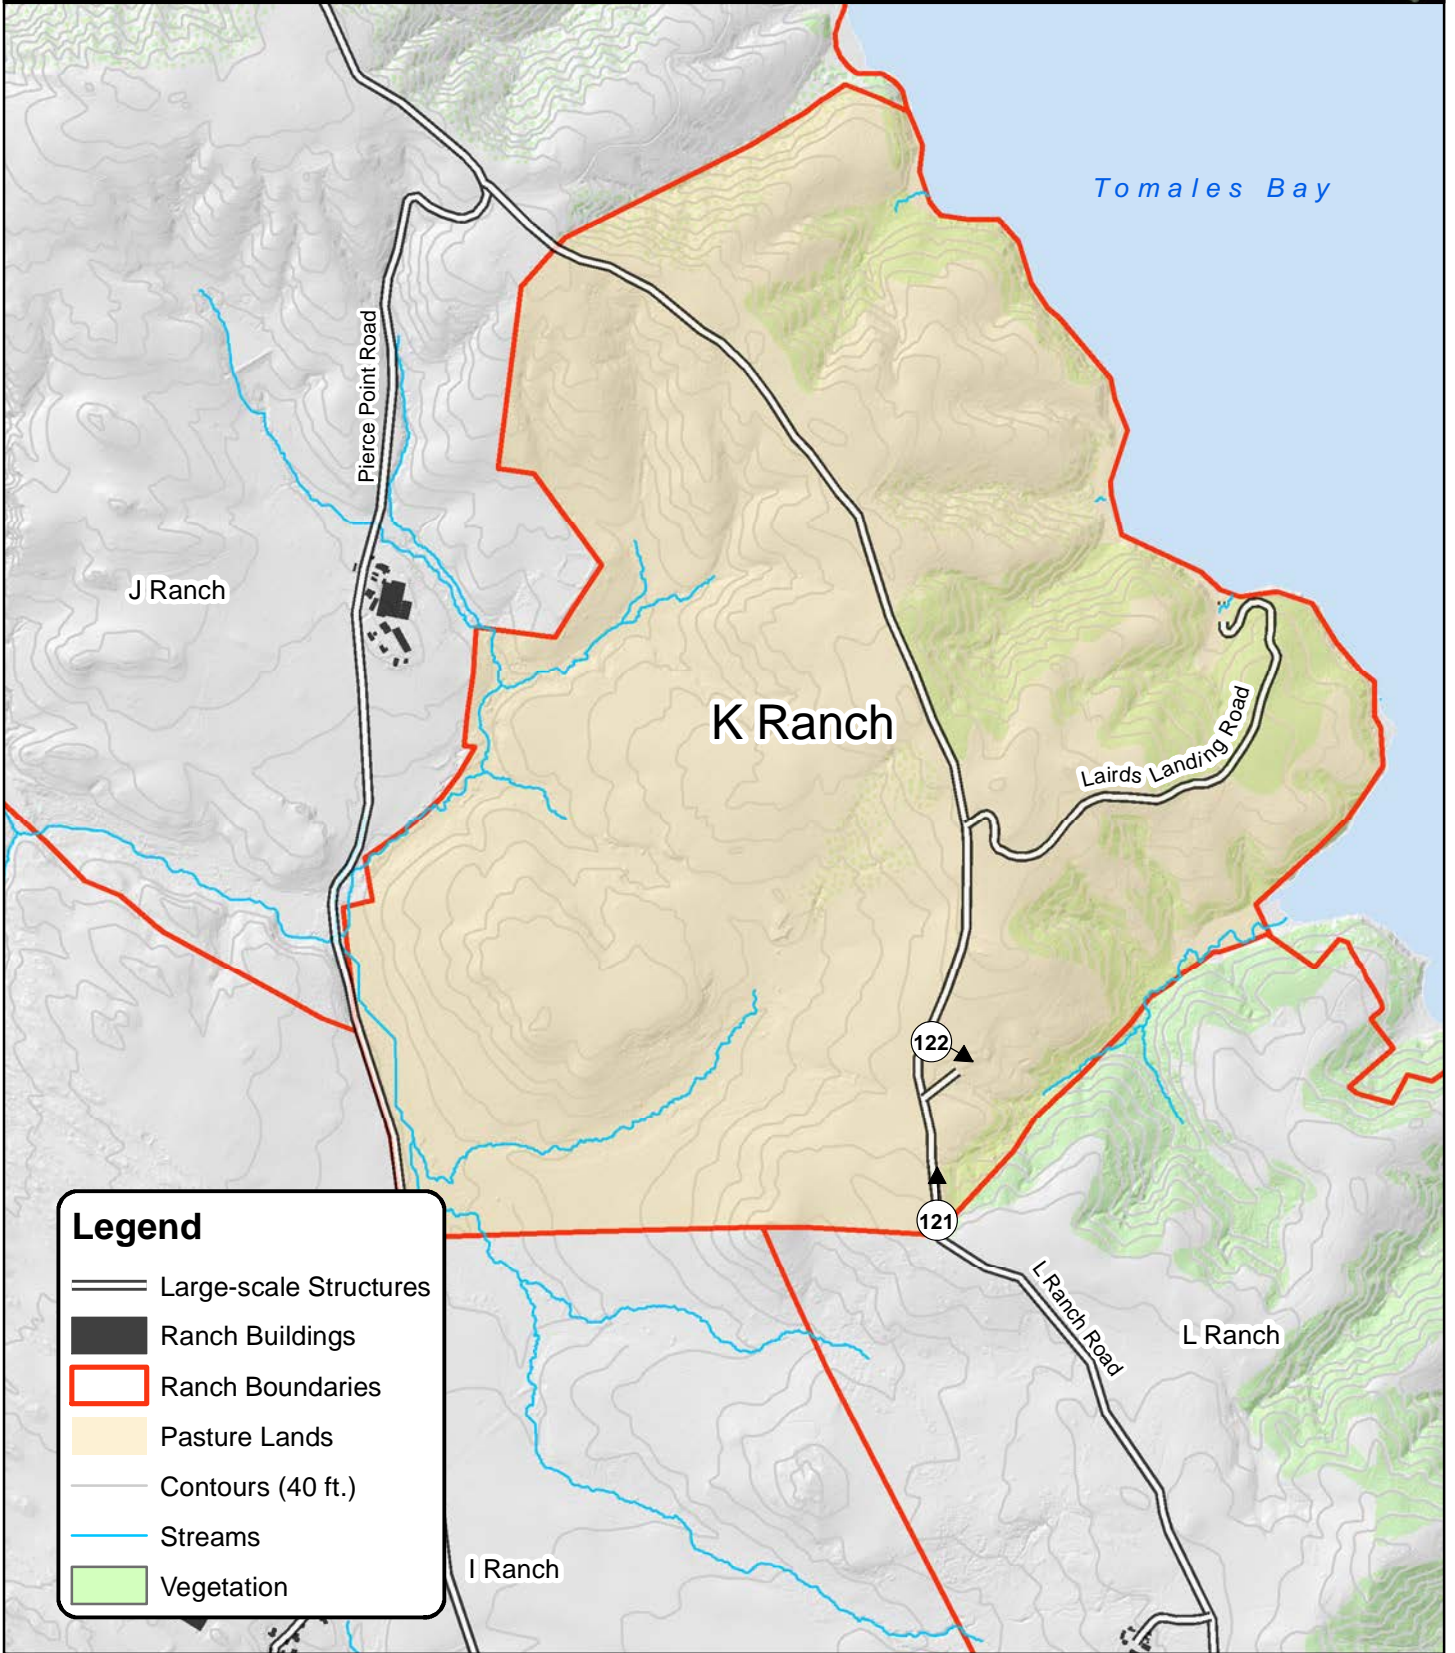 Tomales Bay
Pierce Point Road
J Ranch
K Ranch
Lairds Landing Road
122
121
L Ranch Road
L Ranch
I Ranch
Legend
Large-scale Structures
Ranch Buildings
Ranch Boundaries
Pasture Lands
Contours (40 ft.)
Streams
Vegetation